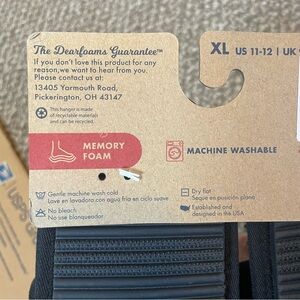 The Dearfoams Guarantee™
If you don't love this product for any
reason, we want to hear from you.
Please contact us at:
13405 Yarmouth Road,
Pickerington, OH 43147
This hanger is made
of recyclable materials
and can be recycled.
XL US 11-12 | UK
MEMORY
FOAM
MACHINE WASHABLE
Gentle machine wash cold
Lave en lavadora con agua fría en ciclo suave
No bleach
No use blanqueador
Dry flat
Seque en posición plano
Established and
designed in the USA